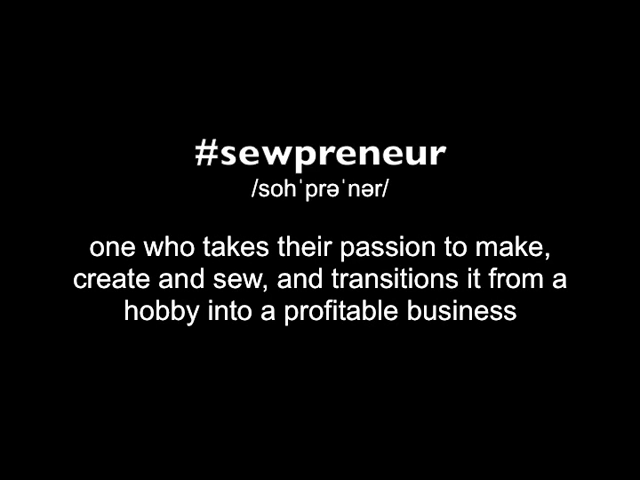 #sewpreneur
/sohˈprəˈnər/
one who takes their passion to make,
create and sew, and transitions it from a
hobby into a profitable business